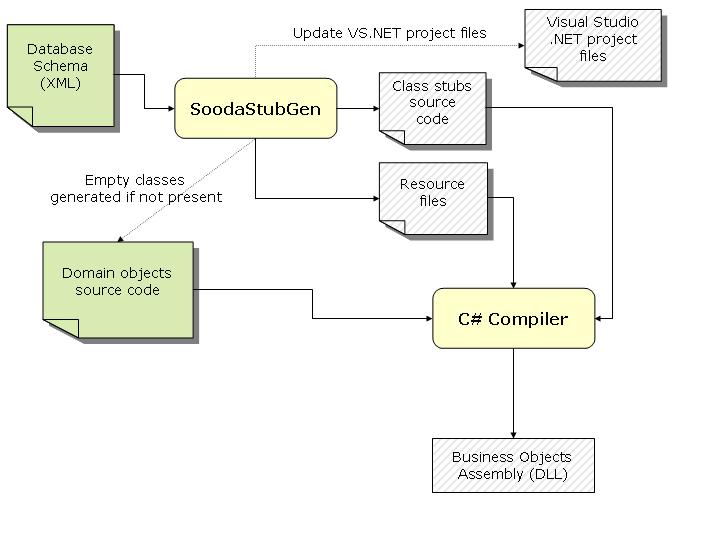 Update VS.NET project files
Visual Studio
.NET project
files
Database
Schema
(XML)
SoodaStubGen
Class stubs
source
code
Empty classes
generated if not present
Resource
files
Domain objects
source code
C# Compiler
Business Objects
Assembly (DLL)